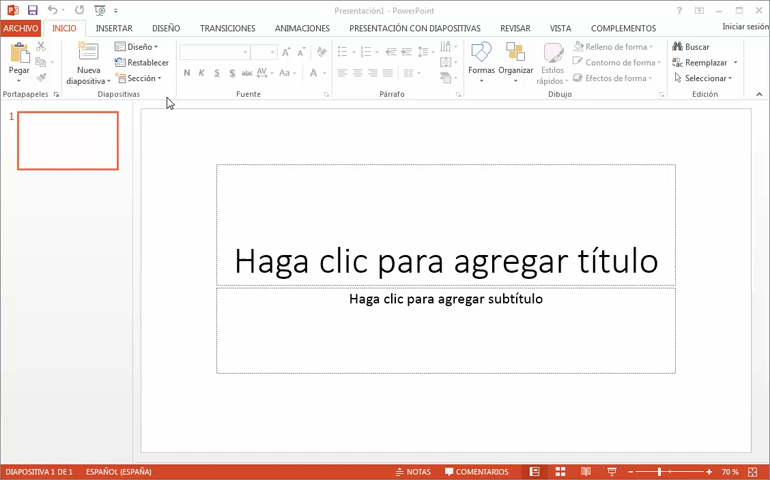 Presentación1 - PowerPoint
ARCHIVO INICIO INSERTAR DISEÑO TRANSICIONES ANIMACIONES PRESENTACIÓN CON DIAPOSITIVAS REVISAR VISTA COMPLEMENTOS Iniciar sesión
Pegar
Nueva diapositiva
Diseño
Restablecer
Sección
N K S S abc AV Aa A
Formas
Organizar
Estilos rápidos
Relleno de forma
Contorno de forma
Efectos de forma
Buscar
Reemplazar
Seleccionar
Portapapeles Diapositivas Fuente Párrafo Dibujo Edición
1
Haga clic para agregar título
Haga clic para agregar subtítulo
DIAPOSITIVA 1 DE 1 ESPAÑOL (ESPAÑA) NOTAS COMENTARIOS 70 %